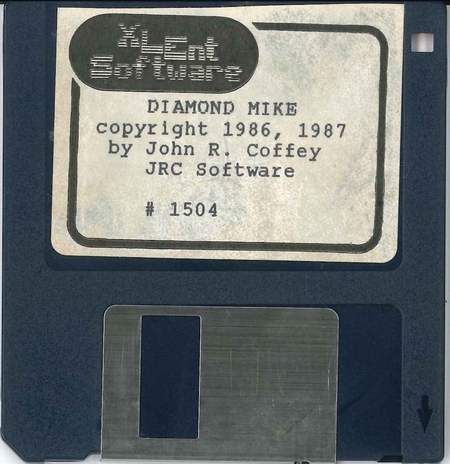 XLEnt
Software
DIAMOND MIKE
copyright 1986, 1987
by John R. Coffey
JRC Software
# 1504